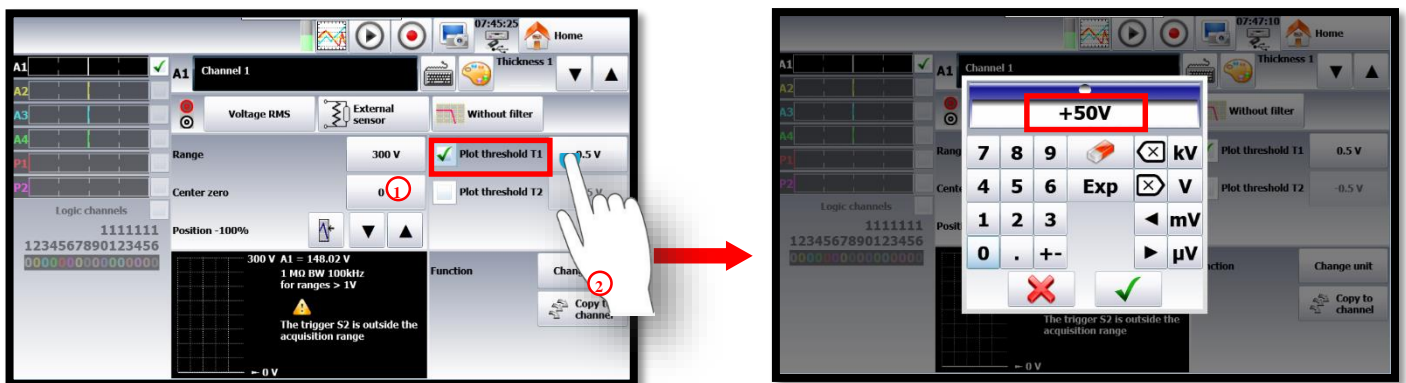 07:45:25
Home
A1
A2
A3
A4
P1
P2
Logic channels
1111111
1234567890123456
0000000000000000
A1 Channel 1
Thickness 1
Voltage RMS
External sensor
Without filter
Range
300 V
Plot threshold T1
0.5 V
Center zero
0
1
Plot threshold T2
Position -100%
300 V A1 = 148.02 V
1 MΩ BW 100kHz
for ranges > 1V
The trigger S2 is outside the
acquisition range
0 V
Function
2
Copy t
channel
07:47:10
Home
A1
A2
A3
A4
P1
P2
Logic channels
1111111
1234567890123456
0000000000000000
A1 Channel 1
Thickness 1
Without filter
Plot threshold T1
0.5 V
Plot threshold T2
-0.5 V
+50V
7 8 9 kV
4 5 6 Exp V
1 2 3 mV
0 . +- µV
Change unit
Copy to
channel
The trigger S2 is outside the
acquisition range
0 V